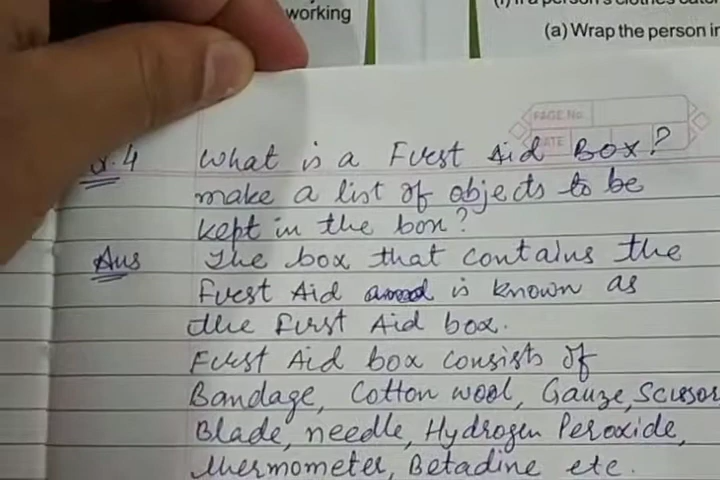 working
(a) Wrap the person in
PAGE No.
DATE
Q.4 What is a First Aid Box?
make a list of objects to be
kept in the box?
Ans The box that contains the
First Aid is known as
the First Aid box.
First Aid box consists of
Bandage, Cotton wool, Gauze, Scissor
Blade, needle, Hydrogen Peroxide,
thermometer, Betadine etc.